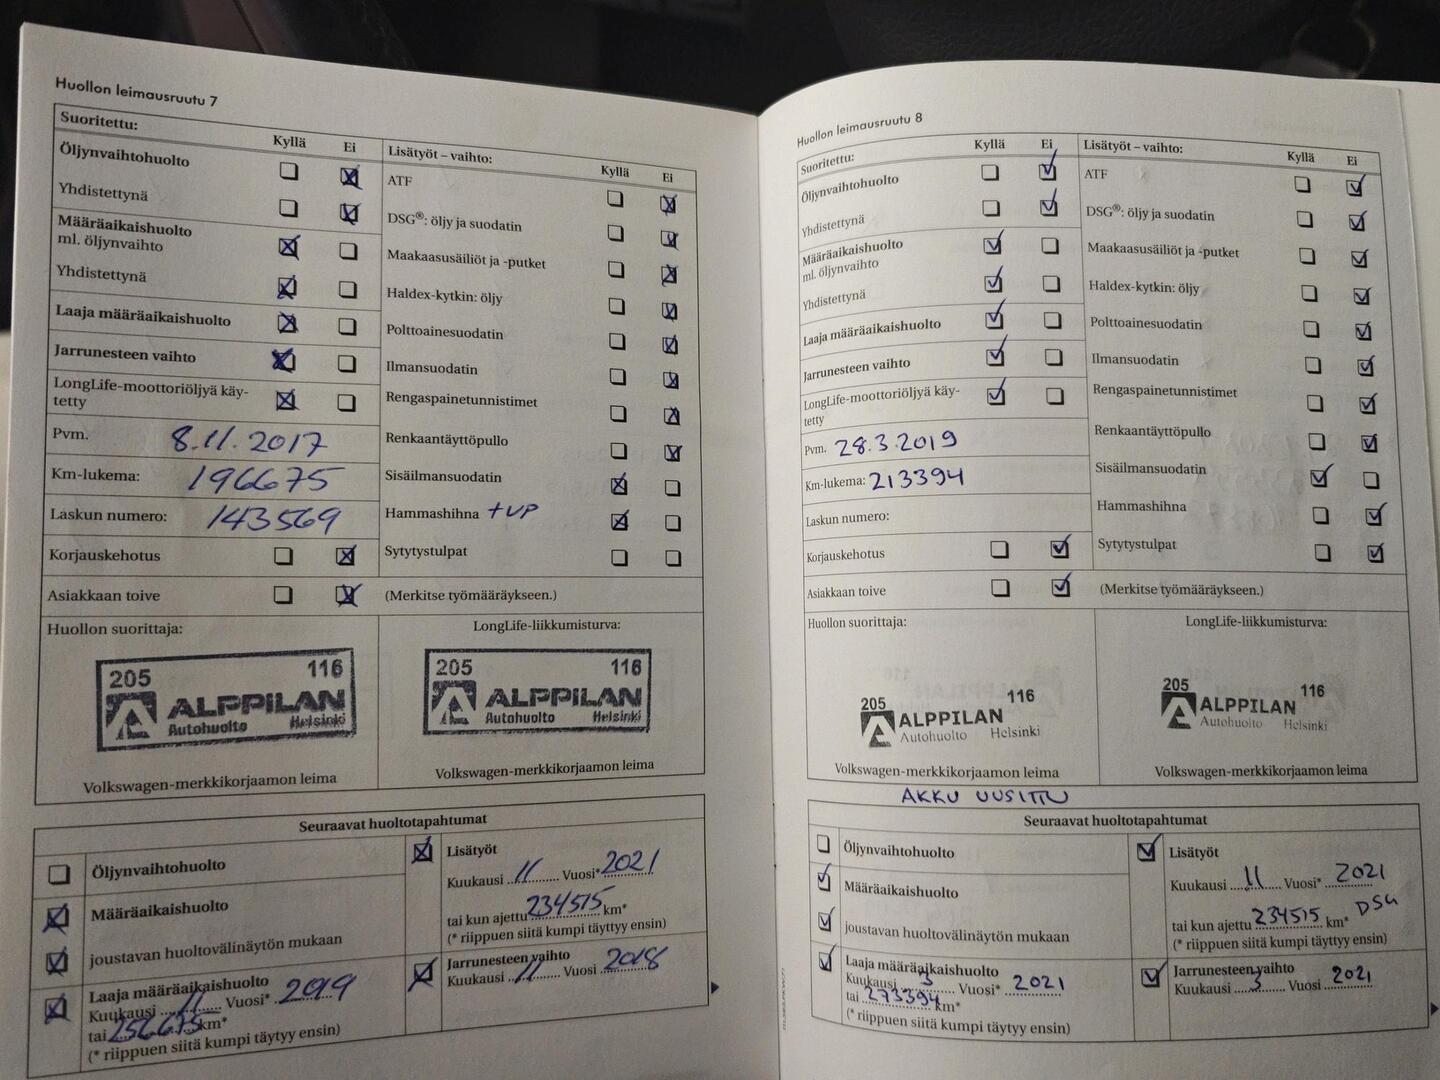 Huollon leimausruutu 7
Suoritettu:
Kyllä Ei
Öljynvaihtohuolto
Yhdistettynä
Määräaikaishuolto
ml. öljynvaihto
Yhdistettynä
Laaja määräaikaishuolto
Jarrunesteen vaihto
LongLife-moottoriöljyä käy-
tetty
Pvm. 8.11.2017
Km-lukema: 196675
Laskun numero: 143569
Korjauskehotus
Asiakkaan toive
Lisätyöt – vaihto:
Kyllä Ei
ATF
DSG®: öljy ja suodatin
Maakaasusäiliöt ja -putket
Haldex-kytkin: öljy
Polttoainesuodatin
Ilmansuodatin
Rengaspainetunnistimet
Renkaantäyttöpullo
Sisäilmansuodatin
Hammashihna + VP
Sytytystulpat
(Merkitse työmääräykseen.)
Huollon suorittaja:
205 116
ALPPILAN
Autohuolto Helsinki
Volkswagen-merkkikorjaamon leima
LongLife-liikkumisturva:
205 116
ALPPILAN
Autohuolto Helsinki
Volkswagen-merkkikorjaamon leima
Seuraavat huoltotapahtumat
Öljynvaihtohuolto
Määräaikaishuolto
joustavan huoltovälinäytön mukaan
Laaja määräaikaishuolto
Kuukausi 11 Vuosi* 2019
tai 256675 km*
(* riippuen siitä kumpi täytyy ensin)
Lisätyöt
Kuukausi 11 Vuosi* 2021
tai kun ajettu 234515 km*
(* riippuen siitä kumpi täyttyy ensin)
Jarrunesteen vaihto
Kuukausi 11 Vuosi 2018
Huollon leimausruutu 8
Suoritettu:
Kyllä Ei
Öljynvaihtohuolto
Yhdistettynä
Määräaikaishuolto
ml. öljynvaihto
Yhdistettynä
Laaja määräaikaishuolto
Jarrunesteen vaihto
LongLife-moottoriöljyä käy-
tetty
Pvm. 28.3.2019
Km-lukema: 213394
Laskun numero:
Korjauskehotus
Asiakkaan toive
Lisätyöt – vaihto:
Kyllä Ei
ATF
DSG®: öljy ja suodatin
Maakaasusäiliöt ja -putket
Haldex-kytkin: öljy
Polttoainesuodatin
Ilmansuodatin
Rengaspainetunnistimet
Renkaantäyttöpullo
Sisäilmansuodatin
Hammashihna
Sytytystulpat
(Merkitse työmääräykseen.)
Huollon suorittaja:
205 116
ALPPILAN
Autohuolto Helsinki
Volkswagen-merkkikorjaamon leima
LongLife-liikkumisturva:
205 116
ALPPILAN
Autohuolto Helsinki
Volkswagen-merkkikorjaamon leima
AKKU UUSITTU
Seuraavat huoltotapahtumat
Öljynvaihtohuolto
Määräaikaishuolto
joustavan huoltovälinäytön mukaan
Laaja määräaikaishuolto
Kuukausi 3 Vuosi* 2021
tai 273394 km*
(* riippuen siitä kumpi täytyy ensin)
Lisätyöt
Kuukausi 11 Vuosi* 2021
tai kun ajettu 234515 km* DSG
(* riippuen siitä kumpi täyttyy ensin)
Jarrunesteen vaihto
Kuukausi 3 Vuosi 2021